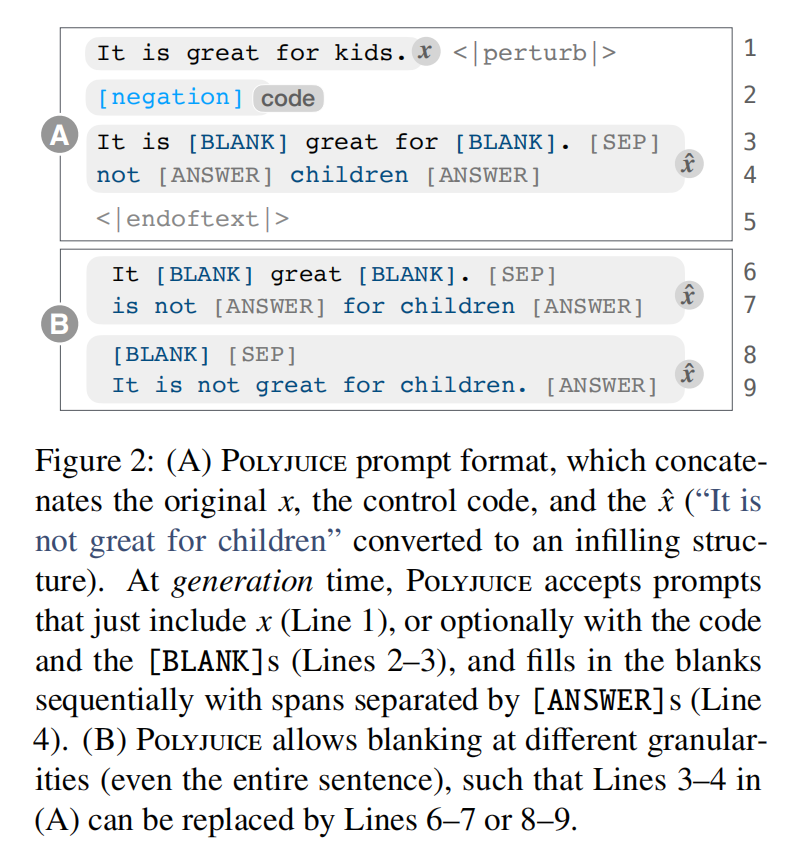 It is great for kids. x <|perturb|> 1
[negation] code 2
A
It is [BLANK] great for [BLANK]. [SEP] 3
not [ANSWER] children [ANSWER] x̂ 4
<|endoftext|> 5
It [BLANK] great [BLANK]. [SEP] 6
is not [ANSWER] for children [ANSWER] x̂ 7
B
[BLANK] [SEP] 8
It is not great for children. [ANSWER] x̂ 9
Figure 2: (A) POLYJUICE prompt format, which concate-
nates the original x, the control code, and the x̂ (“It is
not great for children” converted to an infilling struc-
ture). At generation time, POLYJUICE accepts prompts
that just include x (Line 1), or optionally with the code
and the [BLANK]s (Lines 2–3), and fills in the blanks
sequentially with spans separated by [ANSWER]s (Line
4). (B) POLYJUICE allows blanking at different granular-
ities (even the entire sentence), such that Lines 3–4 in
(A) can be replaced by Lines 6–7 or 8–9.